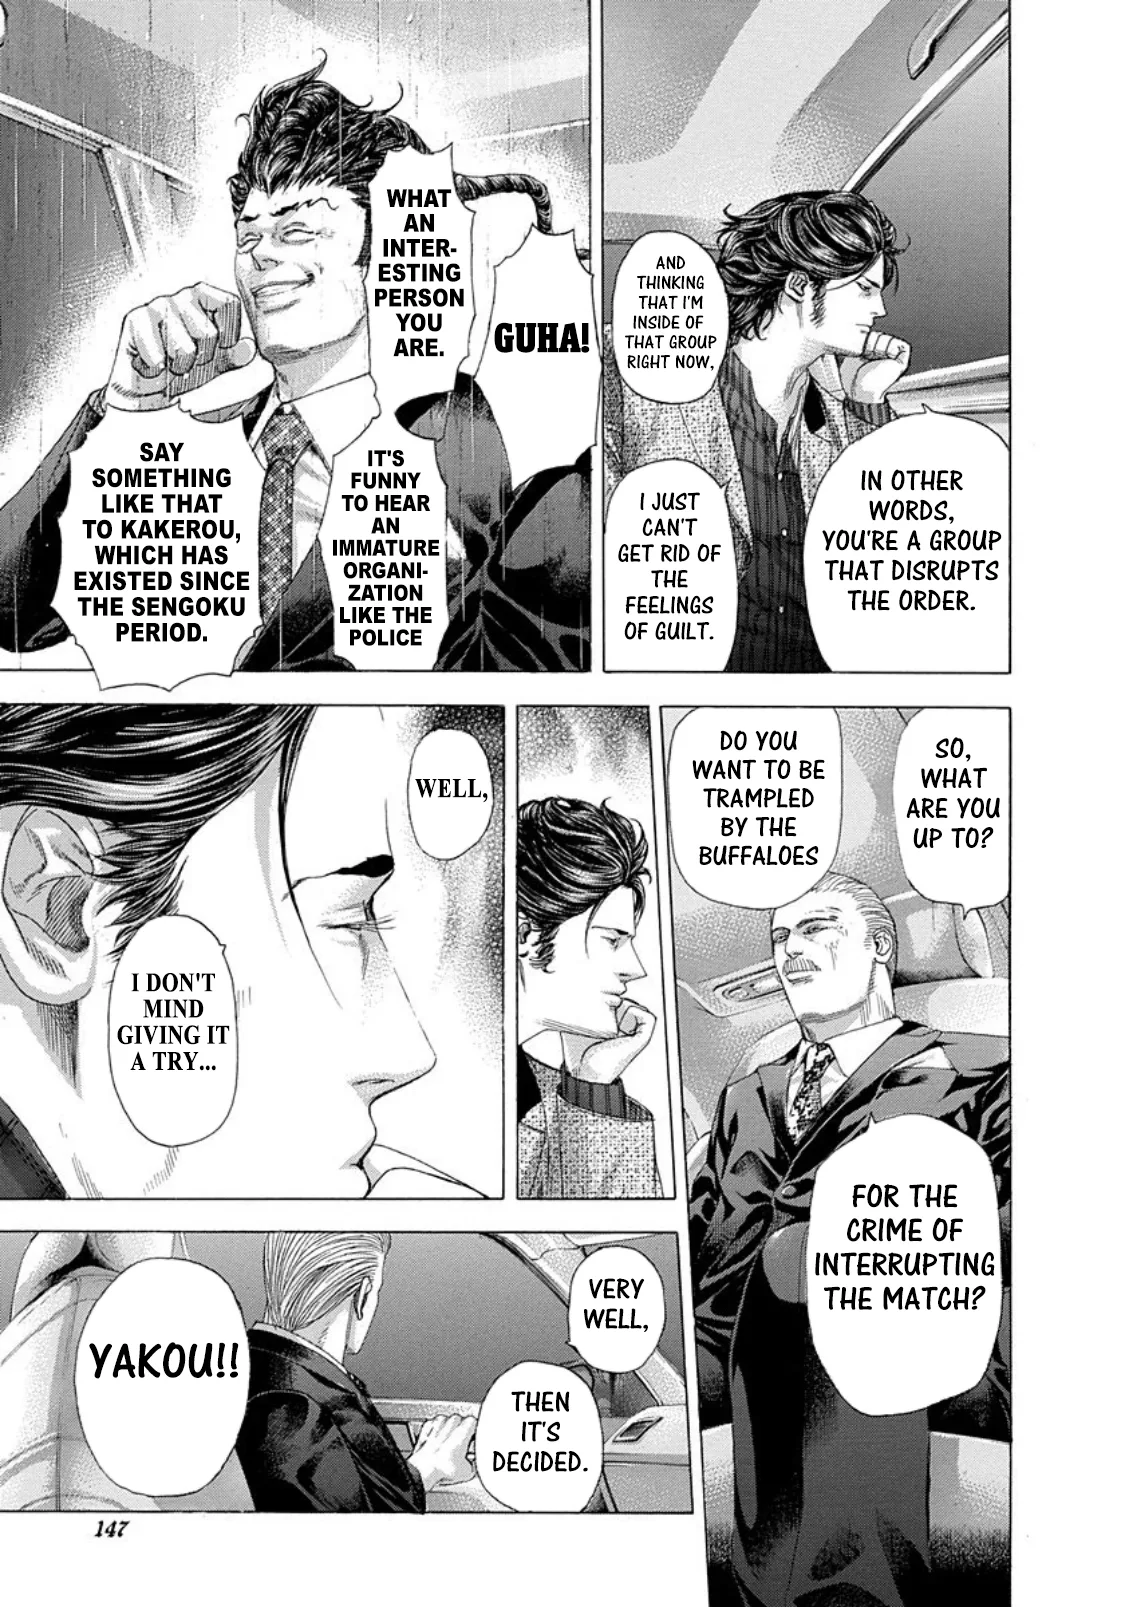 IN OTHER
WORDS,
YOU'RE A GROUP
THAT DISRUPTS
THE ORDER.
AND
THINKING
THAT I'M
INSIDE OF
THAT GROUP
RIGHT NOW,
I JUST
CAN'T
GET RID OF
THE
FEELINGS
OF GUILT.
GUHA!
WHAT
AN
INTER-
ESTING
PERSON
YOU
ARE.
IT'S
FUNNY
TO HEAR
AN
IMMATURE
ORGANI-
ZATION
LIKE THE
POLICE
SAY
SOMETHING
LIKE THAT
TO KAKEROU,
WHICH HAS
EXISTED SINCE
THE SENGOKU
PERIOD.
SO,
WHAT
ARE YOU
UP TO?
DO YOU
WANT TO BE
TRAMPLED
BY THE
BUFFALOES
FOR THE
CRIME OF
INTERRUPTING
THE MATCH?
WELL,
I DON'T
MIND
GIVING IT
A TRY...
VERY
WELL,
THEN
IT'S
DECIDED.
YAKOU!!
147